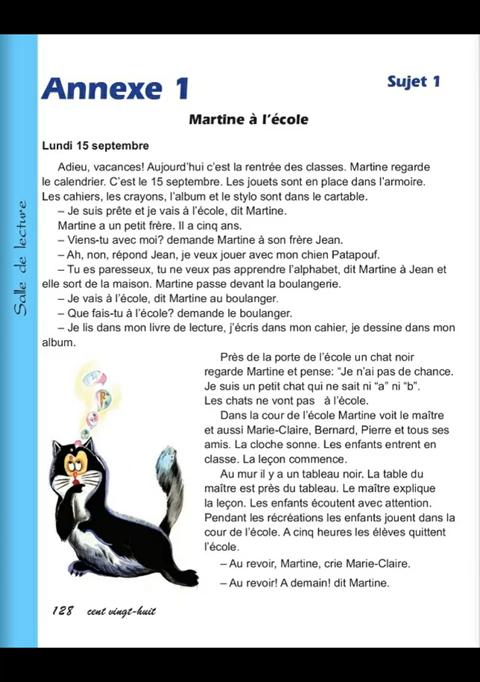 Annexe 1
Sujet 1
Martine à l'école
Lundi 15 septembre
Adieu, vacances! Aujourd'hui c'est la rentrée des classes. Martine regarde
le calendrier. C'est le 15 septembre. Les jouets sont en place dans l'armoire.
Les cahiers, les crayons, l'album et le stylo sont dans le cartable.
– Je suis prête et je vais à l'école, dit Martine.
Martine a un petit frère. Il a cinq ans.
– Viens-tu avec moi? demande Martine à son frère Jean.
– Ah, non, répond Jean, je veux jouer avec mon chien Patapouf.
– Tu es paresseux, tu ne veux pas apprendre l'alphabet, dit Martine à Jean et
elle sort de la maison. Martine passe devant la boulangerie.
– Je vais à l'école, dit Martine au boulanger.
– Que fais-tu à l'école? demande le boulanger.
– Je lis dans mon livre de lecture, j'écris dans mon cahier, je dessine dans mon
album.
Près de la porte de l'école un chat noir
regarde Martine et pense: "Je n'ai pas de chance.
Je suis un petit chat qui ne sait ni "a" ni "b".
Les chats ne vont pas à l'école.
Dans la cour de l'école Martine voit le maître
et aussi Marie-Claire, Bernard, Pierre et tous ses
amis. La cloche sonne. Les enfants entrent en
classe. La leçon commence.
Au mur il y a un tableau noir. La table du
maître est près du tableau. Le maître explique
la leçon. Les enfants écoutent avec attention.
Pendant les récréations les enfants jouent dans la
cour de l'école. A cinq heures les élèves quittent
l'école.
– Au revoir, Martine, crie Marie-Claire.
– Au revoir! A demain! dit Martine.
Salle de lecture
128 cent vingt-huit